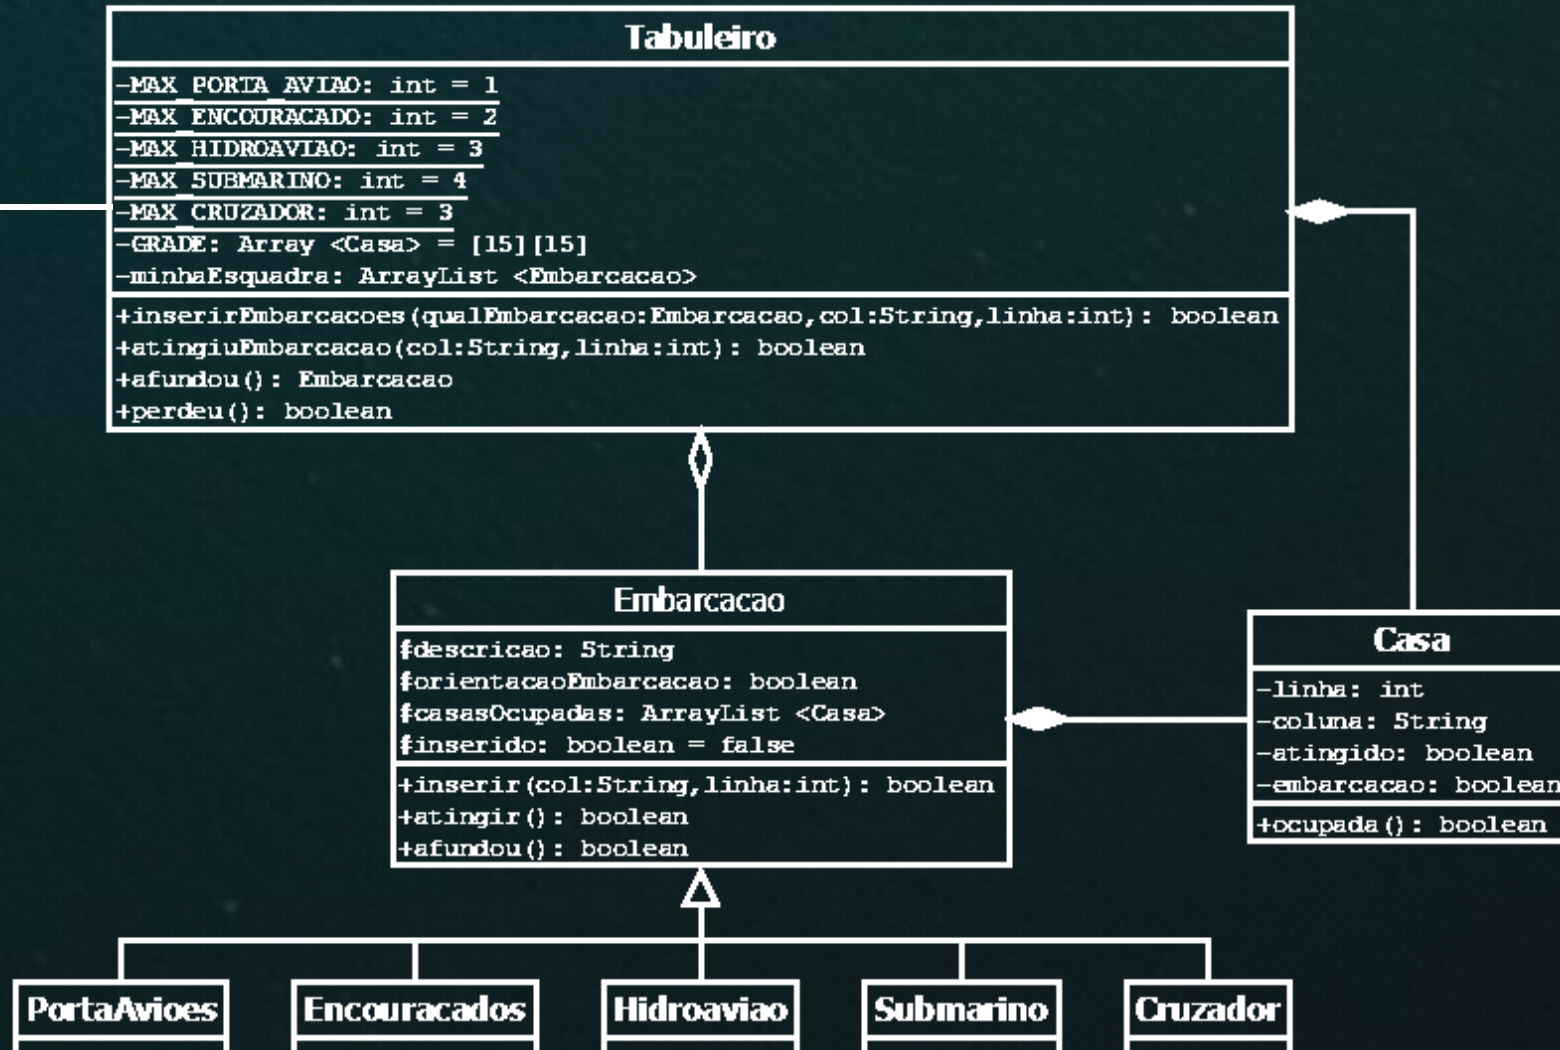 Tabuleiro
-MAX_PORTA_AVIAO: int = 1
-MAX_ENCOURACADO: int = 2
-MAX_HIDROAVIAO: int = 3
-MAX_SUBMARINO: int = 4
-MAX_CRUZADOR: int = 3
-GRADE: Array <Casa> = [15][15]
-minhaEsquadra: ArrayList <Embarcacao>
+inserirEmbarcacoes(qualEmbarcacao:Embarcacao,col:String,linha:int): boolean
+atingiuEmbarcacao(col:String,linha:int): boolean
+afundou(): Embarcacao
+perdeu(): boolean
Embarcacao
#descricao: String
#orientacaoEmbarcacao: boolean
#casasOcupadas: ArrayList <Casa>
#inserido: boolean = false
+inserir(col:String,linha:int): boolean
+atingir(): boolean
+afundou(): boolean
Casa
-linha: int
-coluna: String
-atingido: boolean
-embarcacao: boolean
+ocupada(): boolean
PortaAvioes
Encouracados
Hidroaviao
Submarino
Cruzador